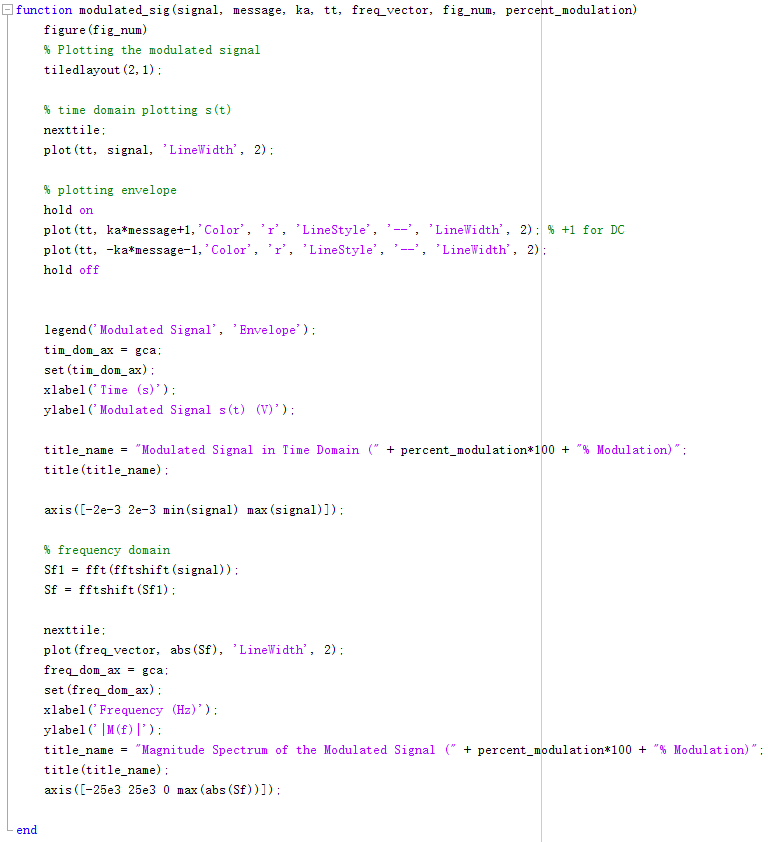 function modulated_sig(signal, message, ka, tt, freq_vector, fig_num, percent_modulation)
figure(fig_num)
% Plotting the modulated signal
tiledlayout(2,1);
% time domain plotting s(t)
nexttile;
plot(tt, signal, 'LineWidth', 2);
% plotting envelope
hold on
plot(tt, ka*message+1,'Color', 'r', 'LineStyle', '--', 'LineWidth', 2); % +1 for DC
plot(tt, -ka*message-1,'Color', 'r', 'LineStyle', '--', 'LineWidth', 2);
hold off
legend('Modulated Signal', 'Envelope');
tim_dom_ax = gca;
set(tim_dom_ax);
xlabel('Time (s)');
ylabel('Modulated Signal s(t) (V)');
title_name = "Modulated Signal in Time Domain (" + percent_modulation*100 + "% Modulation)";
title(title_name);
axis([-2e-3 2e-3 min(signal) max(signal)]);
% frequency domain
Sf1 = fft(fftshift(signal));
Sf = fftshift(Sf1);
nexttile;
plot(freq_vector, abs(Sf), 'LineWidth', 2);
freq_dom_ax = gca;
set(freq_dom_ax);
xlabel('Frequency (Hz)');
ylabel('|M(f)|');
title_name = "Magnitude Spectrum of the Modulated Signal (" + percent_modulation*100 + "% Modulation)";
title(title_name);
axis([-25e3 25e3 0 max(abs(Sf))]);
end